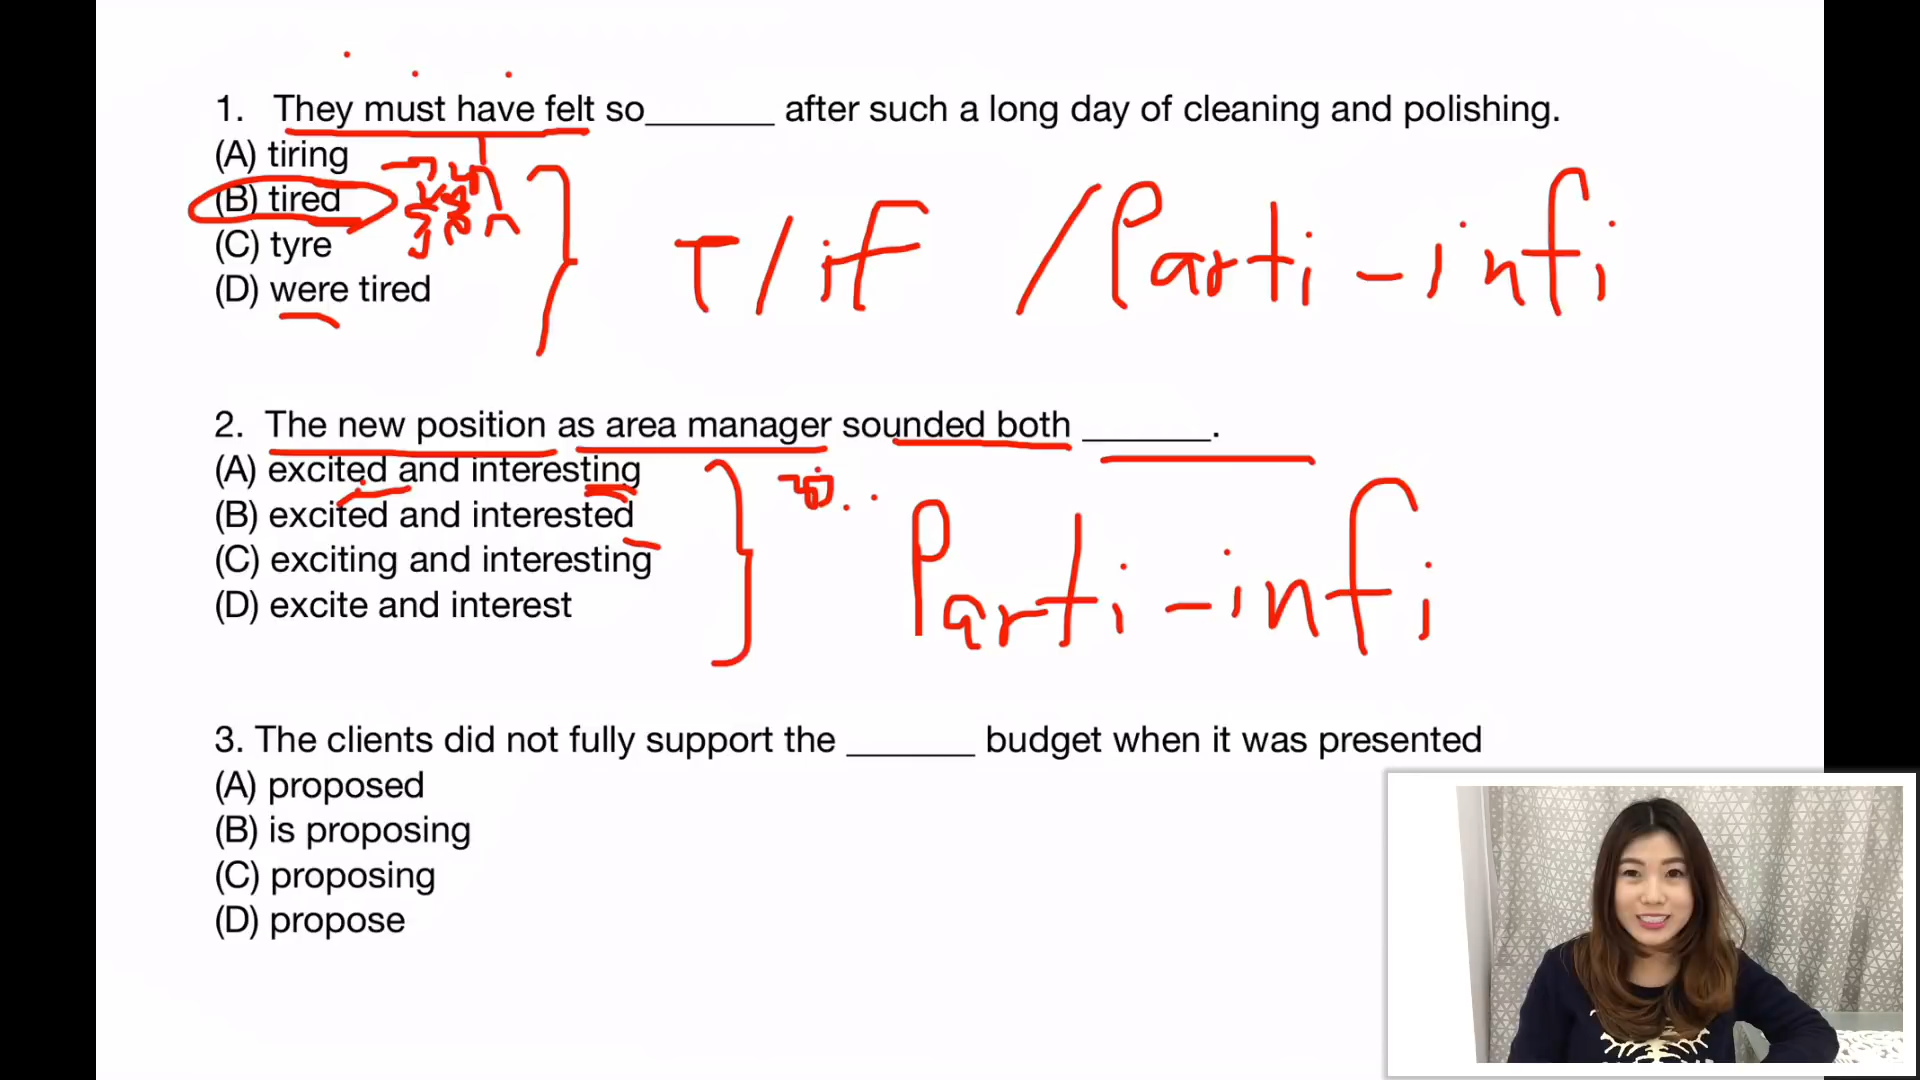 1. They must have felt so_______ after such a long day of cleaning and polishing.
(A) tiring
(B) tired
(C) tyre
(D) were tired
T / if / Parti - infi
2. The new position as area manager sounded both _______.
(A) excited and interesting
(B) excited and interested
(C) exciting and interesting
(D) excite and interest
Parti - infi
3. The clients did not fully support the _______ budget when it was presented
(A) proposed
(B) is proposing
(C) proposing
(D) propose